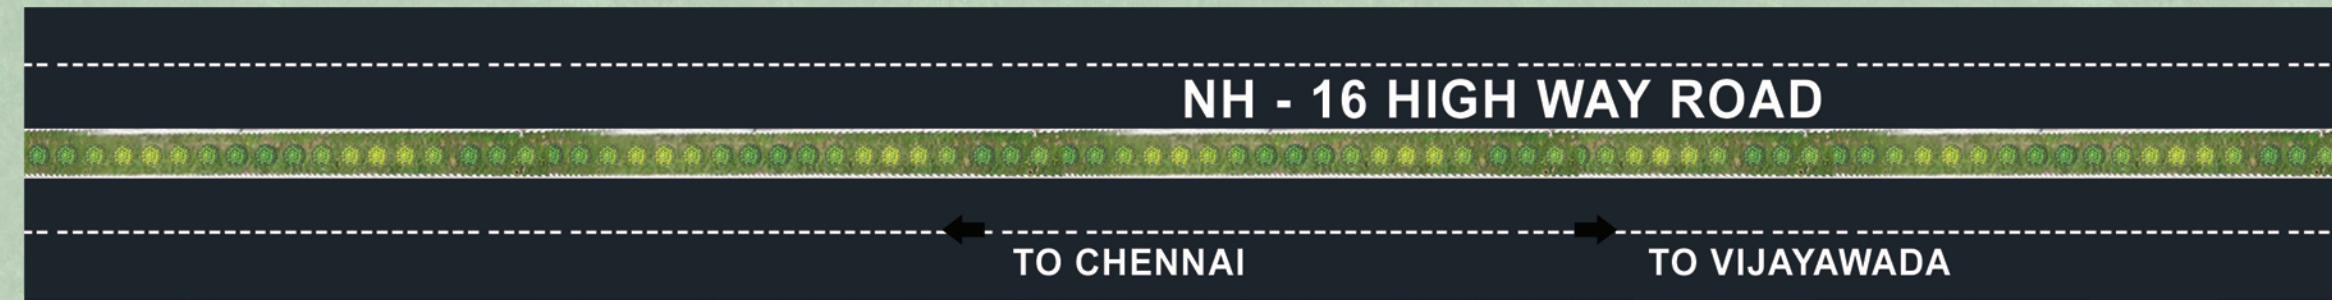 NH - 16 HIGH WAY ROAD
TO CHENNAI
TO VIJAYAWADA